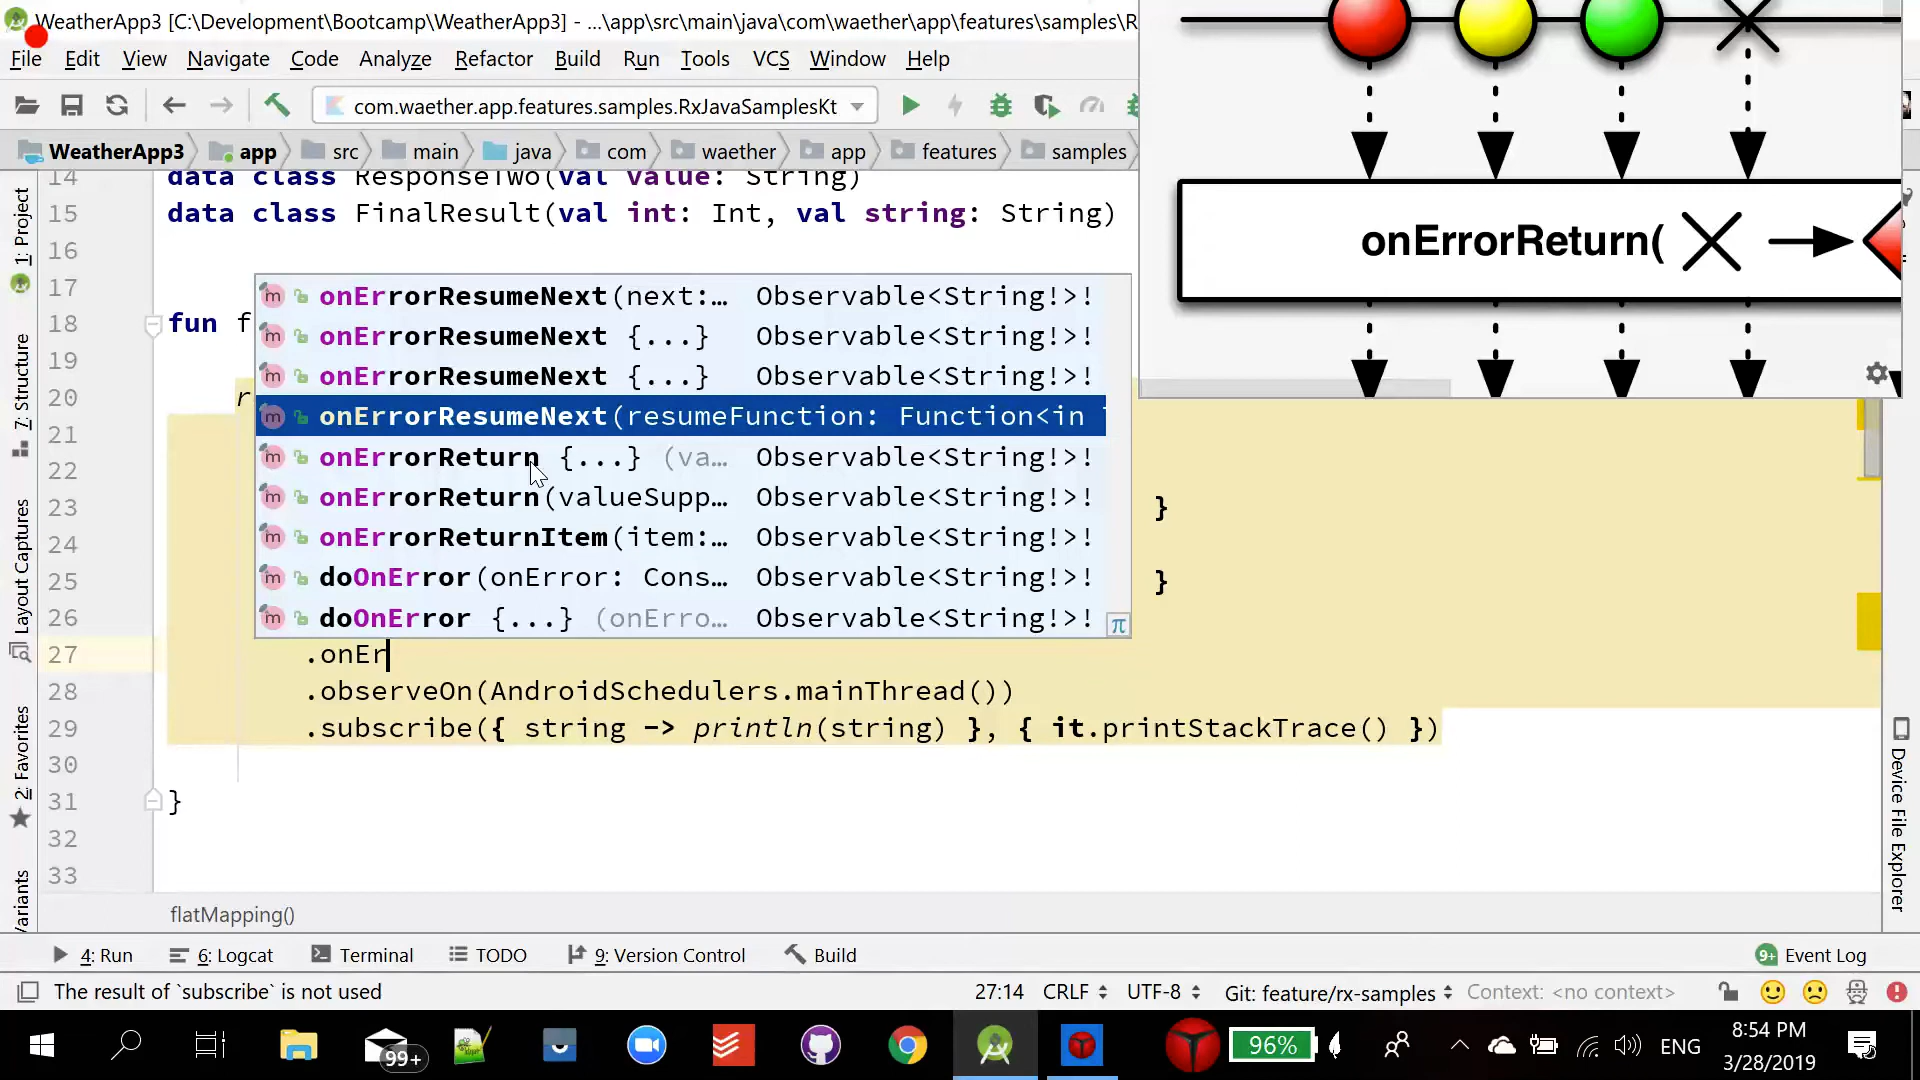 WeatherApp3 [C:\Development\Bootcamp\WeatherApp3] - ...\app\src\main\java\com\waether\app\features\samples\R
File Edit View Navigate Code Analyze Refactor Build Run Tools VCS Window Help
com.waether.app.features.samples.RxJavaSamplesKt
WeatherApp3 app src main java com waether app features samples
14 data class ResponseTwo(val value: String)
15 data class FinalResult(val int: Int, val string: String)
16
17
18 fun f
19
20 r
21
22
23 }
24
25 }
26
onErrorResumeNext(next:… Observable<String!>!
onErrorResumeNext {...} Observable<String!>!
onErrorResumeNext {...} Observable<String!>!
onErrorResumeNext(resumeFunction: Function<in
onErrorReturn {...} (va… Observable<String!>!
onErrorReturn(valueSupp… Observable<String!>!
onErrorReturnItem(item:… Observable<String!>!
doOnError(onError: Cons… Observable<String!>!
doOnError {...} (onErro… Observable<String!>!
π
27 .onEr
28 .observeOn(AndroidSchedulers.mainThread())
29 .subscribe({ string -> println(string) }, { it.printStackTrace() })
30
31 }
32
33
onErrorReturn(
1: Project
7: Structure
Layout Captures
2: Favorites
Variants
Device File Explorer
flatMapping()
4: Run 6: Logcat Terminal TODO 9: Version Control Build 9+ Event Log
The result of `subscribe` is not used 27:14 CRLF UTF-8 Git: feature/rx-samples Context: <no context>
99+ 96% ENG 8:54 PM
3/28/2019